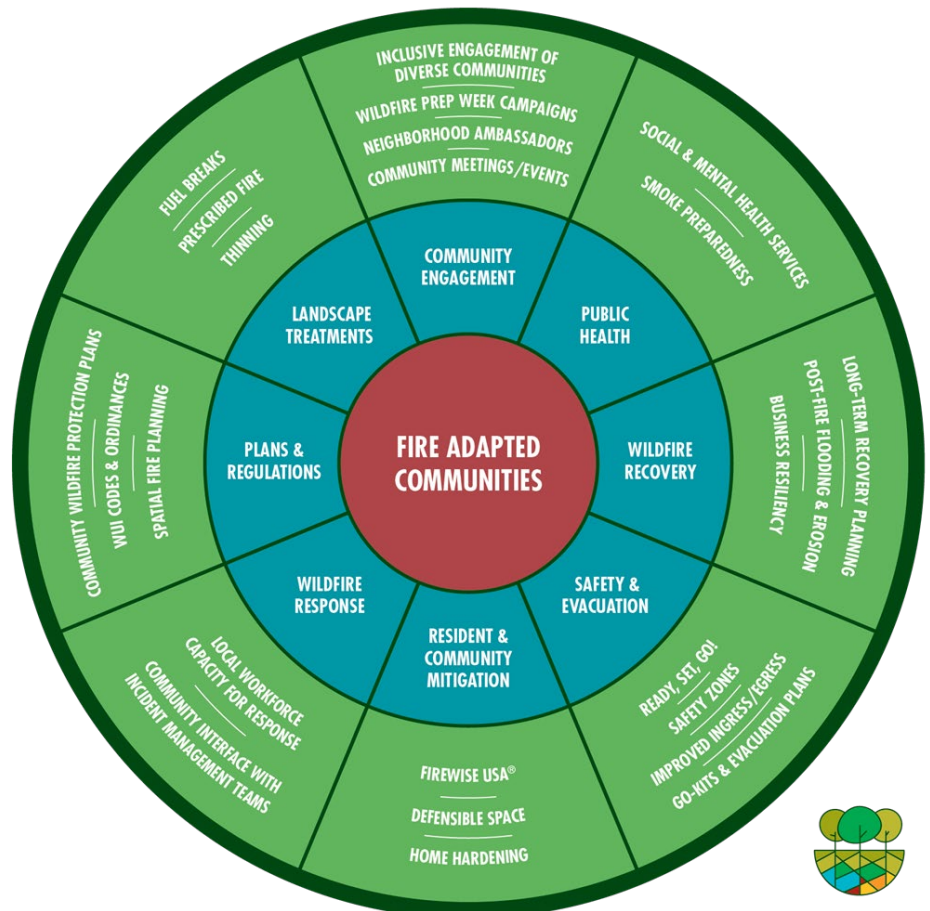 FIRE ADAPTED
COMMUNITIES
COMMUNITY
ENGAGEMENT
INCLUSIVE ENGAGEMENT OF
DIVERSE COMMUNITIES
WILDFIRE PREP WEEK CAMPAIGNS
NEIGHBORHOOD AMBASSADORS
COMMUNITY MEETINGS/EVENTS
PUBLIC
HEALTH
SOCIAL & MENTAL HEALTH SERVICES
SMOKE PREPAREDNESS
WILDFIRE
RECOVERY
LONG-TERM RECOVERY PLANNING
POST-FIRE FLOODING & EROSION
BUSINESS RESILIENCY
SAFETY &
EVACUATION
READY, SET, GO!
SAFETY ZONES
IMPROVED INGRESS/EGRESS
GO-KITS & EVACUATION PLANS
RESIDENT &
COMMUNITY
MITIGATION
FIREWISE USA®
DEFENSIBLE SPACE
HOME HARDENING
WILDFIRE
RESPONSE
LOCAL WORKFORCE
CAPACITY FOR RESPONSE
COMMUNITY INTERFACE WITH
INCIDENT MANAGEMENT TEAMS
PLANS &
REGULATIONS
COMMUNITY WILDFIRE PROTECTION PLANS
WUI CODES & ORDINANCES
SPATIAL FIRE PLANNING
LANDSCAPE
TREATMENTS
FUEL BREAKS
PRESCRIBED FIRE
THINNING